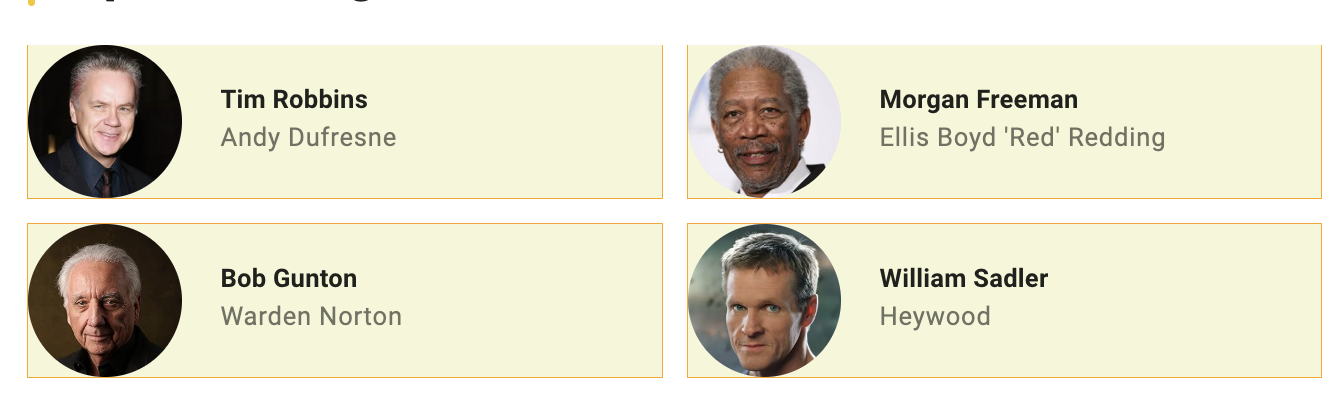 Tim Robbins
Andy Dufresne
Morgan Freeman
Ellis Boyd 'Red' Redding
Bob Gunton
Warden Norton
William Sadler
Heywood